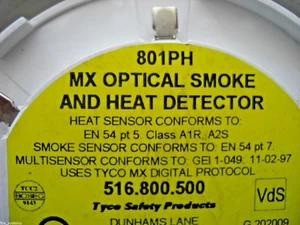 801PH
MX OPTICAL SMOKE
AND HEAT DETECTOR
HEAT SENSOR CONFORMS TO:
EN 54 pt 5. Class A1R, A2S
SMOKE SENSOR CONFORMS TO: EN 54 pt 7.
MULTISENSOR CONFORMS TO: GEI 1-049: 11-02-97
USES TYCO MX DIGITAL PROTOCOL
516.800.500
VdS
Tyco Safety Products
DUNHAMS LANE
G 202009